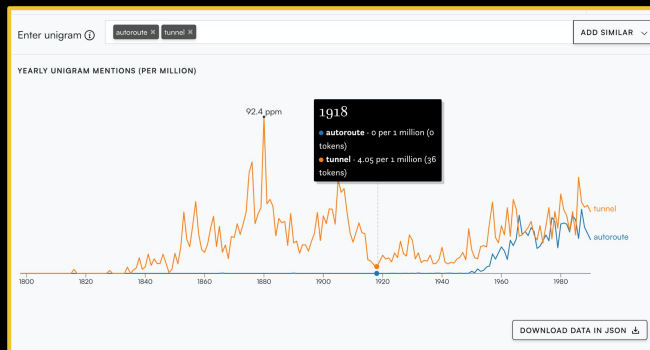 Enter unigram ⓘ autoroute × tunnel × ADD SIMILAR
YEARLY UNIGRAM MENTIONS (PER MILLION)
92.4 ppm
1918
autoroute · 0 per 1 million (0
tokens)
tunnel · 4.05 per 1 million (36
tokens)
tunnel
autoroute
1800 1820 1840 1860 1880 1900 1920 1940 1960 1980
DOWNLOAD DATA IN JSON